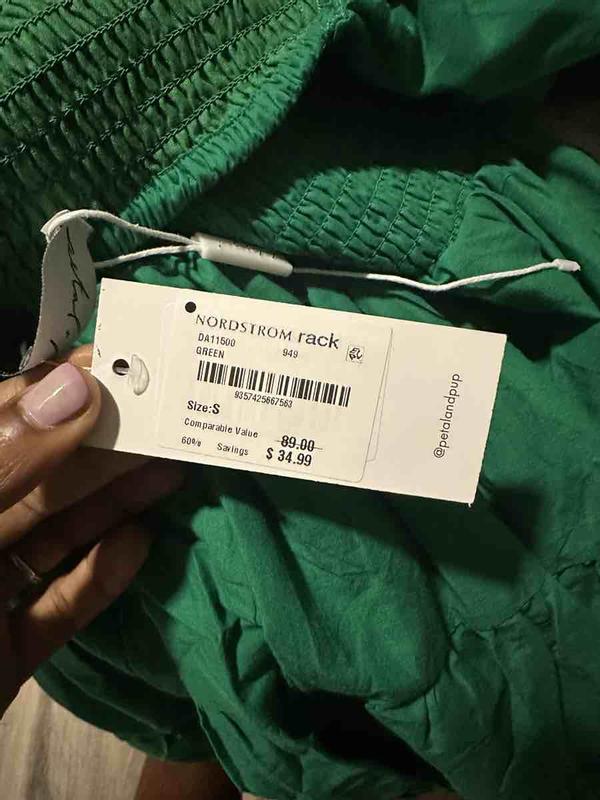 NORDSTROM rack
DA11500 949
GREEN
9357425667563
Size:S
Comparable Value 89.00
60% Savings $ 34.99
@petalandpup